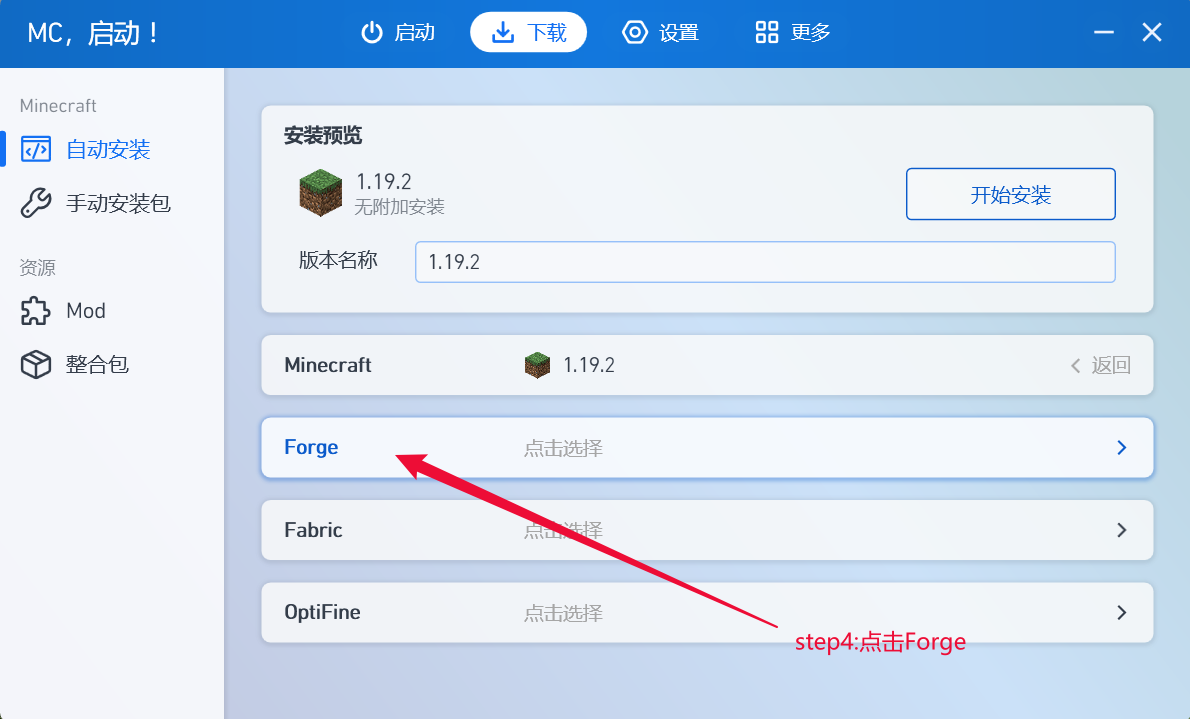 MC，启动！ 启动 下载 设置 更多
Minecraft
自动安装
手动安装包
资源
Mod
整合包
安装预览
1.19.2
无附加安装
开始安装
版本名称 1.19.2
Minecraft 1.19.2 返回
Forge 点击选择
Fabric 点击选择
OptiFine 点击选择
step4:点击Forge